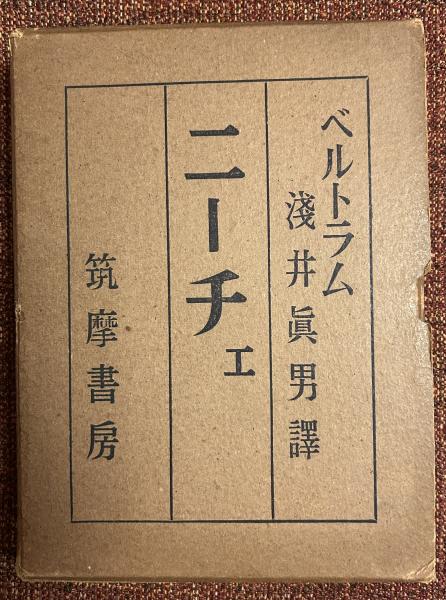 ベルトラム
淺井眞男譯
ニーチェ
筑摩書房